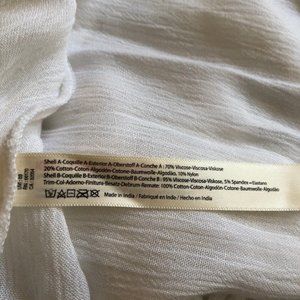 Shell A-Coquille A-Exterior A-Oberstoff A-Conche A : 70% Viscose-Viscosa-Viskose
20% Cotton-Coton-Algodón-Cotone-Baumwolle-Algodão, 10% Nylon
Shell B-Coquille B-Exterior B-Oberstoff B-Conche B : 95% Viscose-Viscosa-Viskose, 5% Spandex = Elastane
Trim-Col-Adorno-Finitura-Besatz-Debrum-Remate: 100% Cotton-Coton-Algodón-Cotone-Baumwolle-Algodão
Made in India / Fabriqué en Inde / Hecho en India